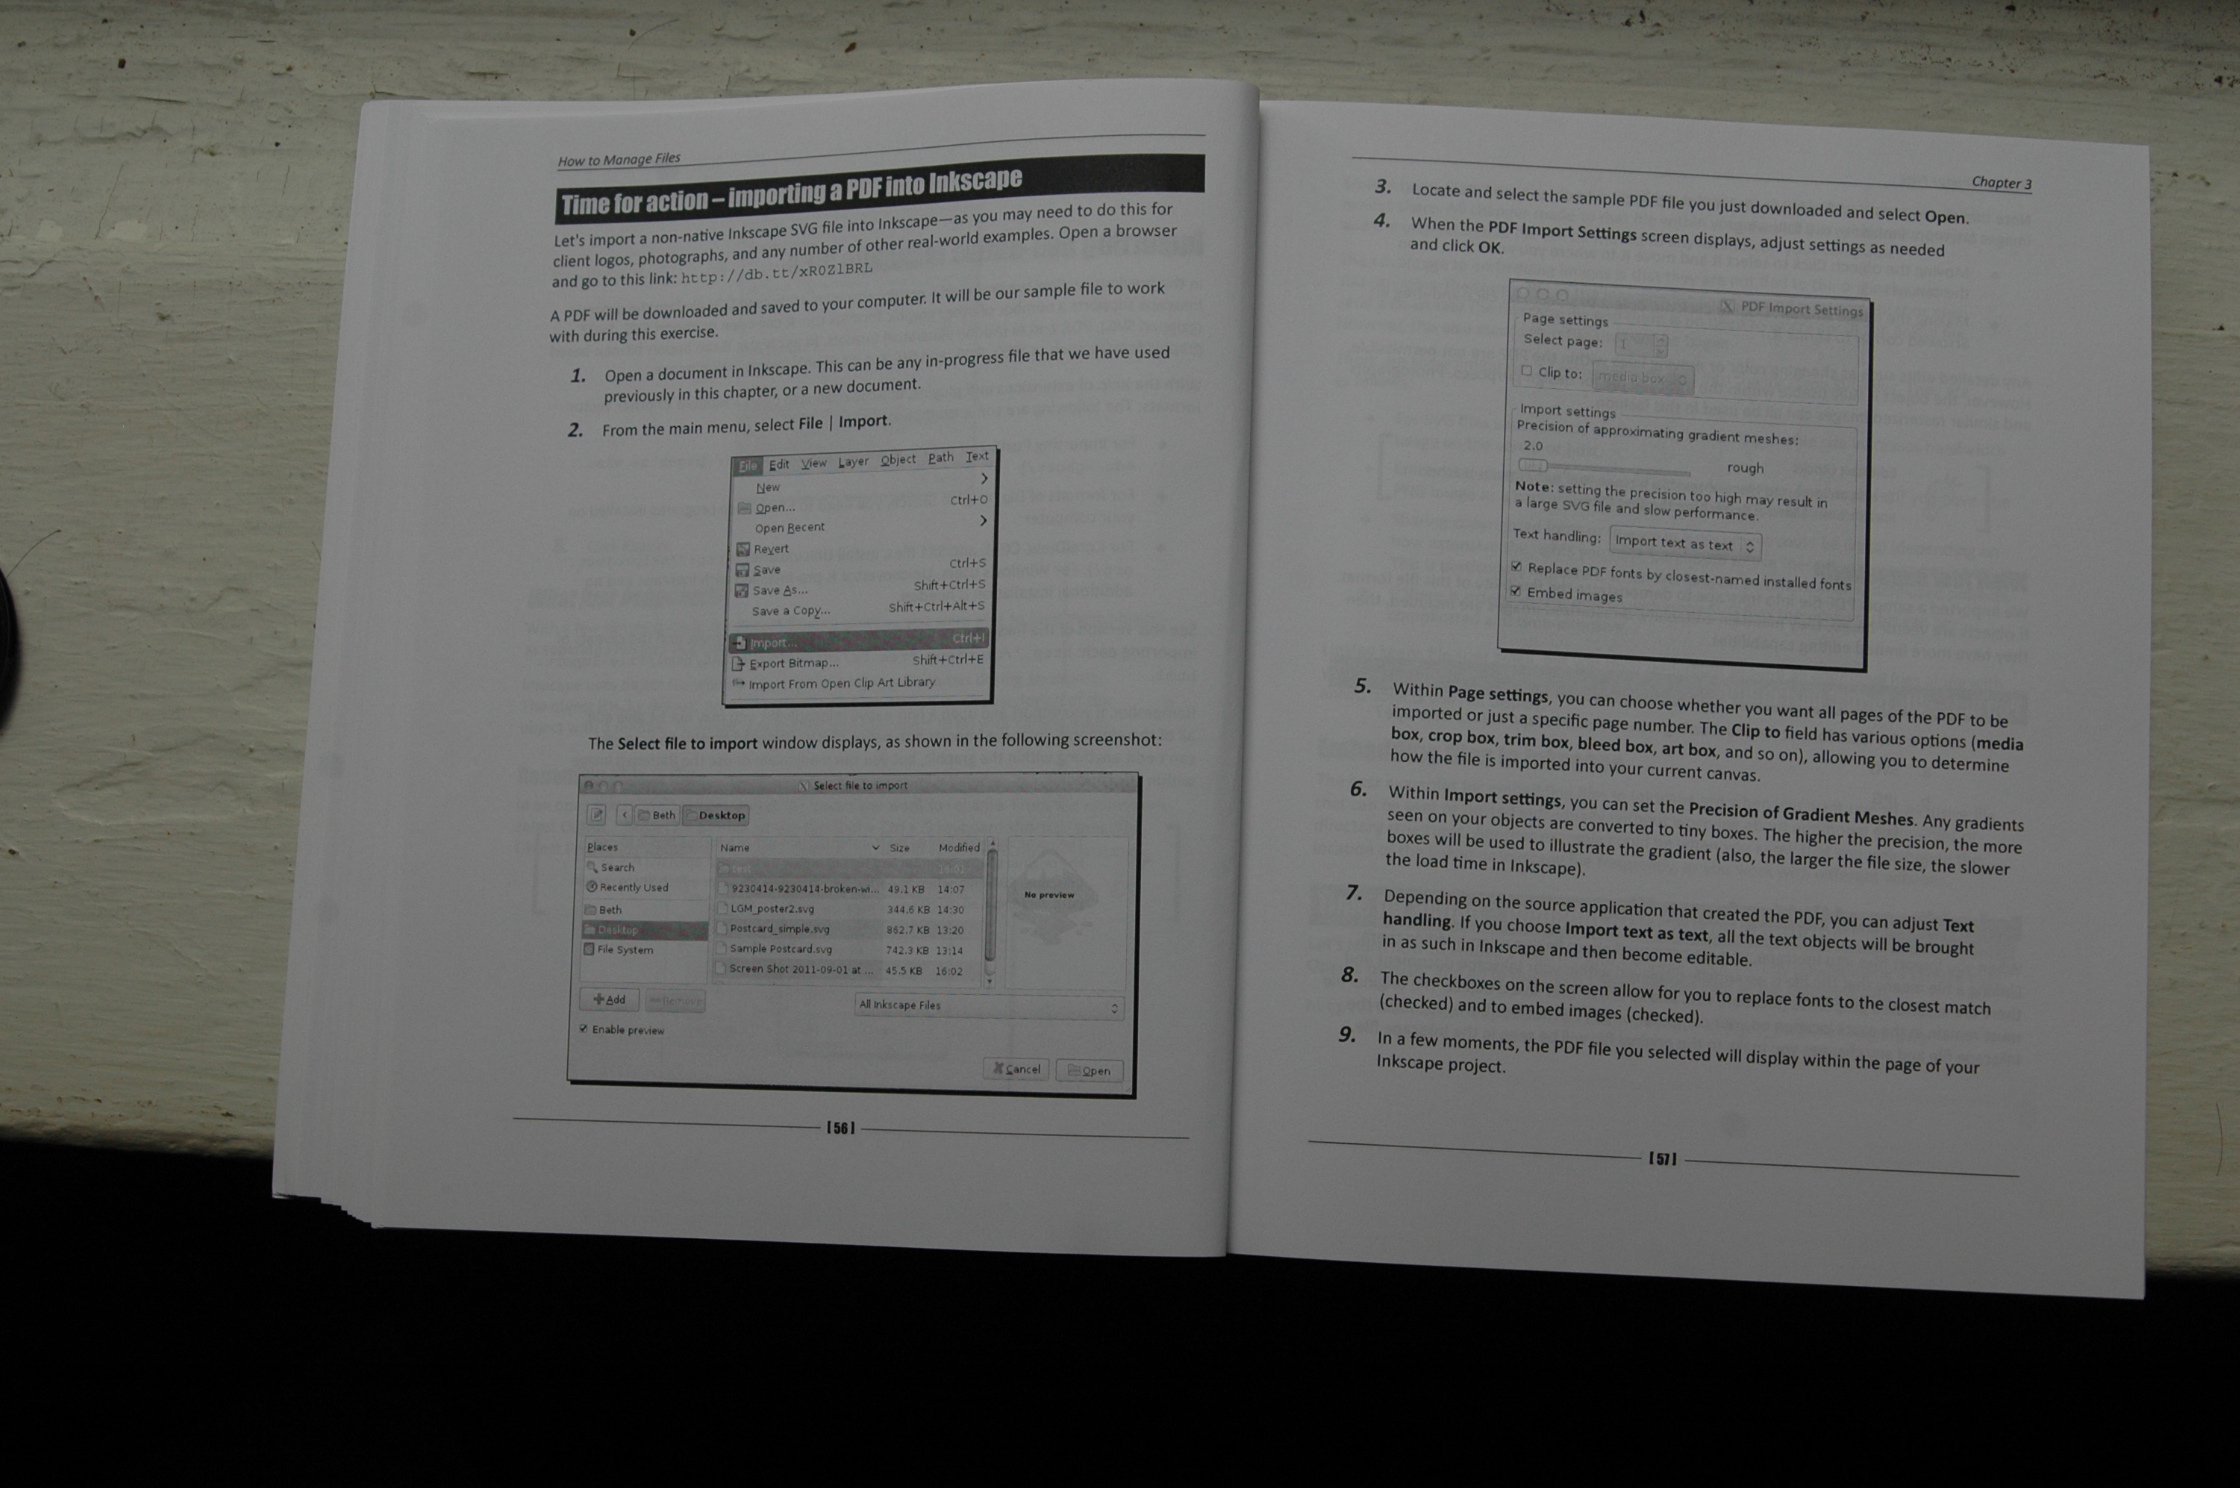 How to Manage Files
Time for action – importing a PDF into Inkscape
Let's import a non-native Inkscape SVG file into Inkscape—as you may need to do this for
client logos, photographs, and any number of other real-world examples. Open a browser
and go to this link: http://db.tt/xROZlBRL
A PDF will be downloaded and saved to your computer. It will be our sample file to work
with during this exercise.
1. Open a document in Inkscape. This can be any in-progress file that we have used
previously in this chapter, or a new document.
2. From the main menu, select File | Import.
File Edit View Layer Object Path Text
New
Open... Ctrl+O
Open Recent
Revert
Save Ctrl+S
Save As... Shift+Ctrl+S
Save a Copy... Shift+Ctrl+Alt+S
Import... Ctrl+I
Export Bitmap... Shift+Ctrl+E
Import From Open Clip Art Library
The Select file to import window displays, as shown in the following screenshot:
Select file to import
Beth Desktop
Places Name Size Modified
Search
Recently Used 9230414-9230414-broken-wi... 49.1 KB 14:07
Beth LGM_poster2.svg 344.6 KB 14:30
Desktop Postcard_simple.svg 862.7 KB 13:20
File System Sample Postcard.svg 742.3 KB 13:14
Screen Shot 2011-09-01 at ... 45.5 KB 16:02
No preview
Add Remove All Inkscape Files
Enable preview
Cancel Open
[56]
Chapter 3
3. Locate and select the sample PDF file you just downloaded and select Open.
4. When the PDF Import Settings screen displays, adjust settings as needed
and click OK.
PDF Import Settings
Page settings
Select page: 1
Clip to: media box
Import settings
Precision of approximating gradient meshes:
2.0
rough
Note: setting the precision too high may result in
a large SVG file and slow performance.
Text handling: Import text as text
Replace PDF fonts by closest-named installed fonts
Embed images
5. Within Page settings, you can choose whether you want all pages of the PDF to be
imported or just a specific page number. The Clip to field has various options (media
box, crop box, trim box, bleed box, art box, and so on), allowing you to determine
how the file is imported into your current canvas.
6. Within Import settings, you can set the Precision of Gradient Meshes. Any gradients
seen on your objects are converted to tiny boxes. The higher the precision, the more
boxes will be used to illustrate the gradient (also, the larger the file size, the slower
the load time in Inkscape).
7. Depending on the source application that created the PDF, you can adjust Text
handling. If you choose Import text as text, all the text objects will be brought
in as such in Inkscape and then become editable.
8. The checkboxes on the screen allow for you to replace fonts to the closest match
(checked) and to embed images (checked).
9. In a few moments, the PDF file you selected will display within the page of your
Inkscape project.
[57]